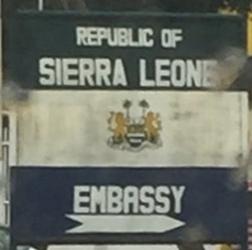 REPUBLIC OF
SIERRA LEONE
EMBASSY